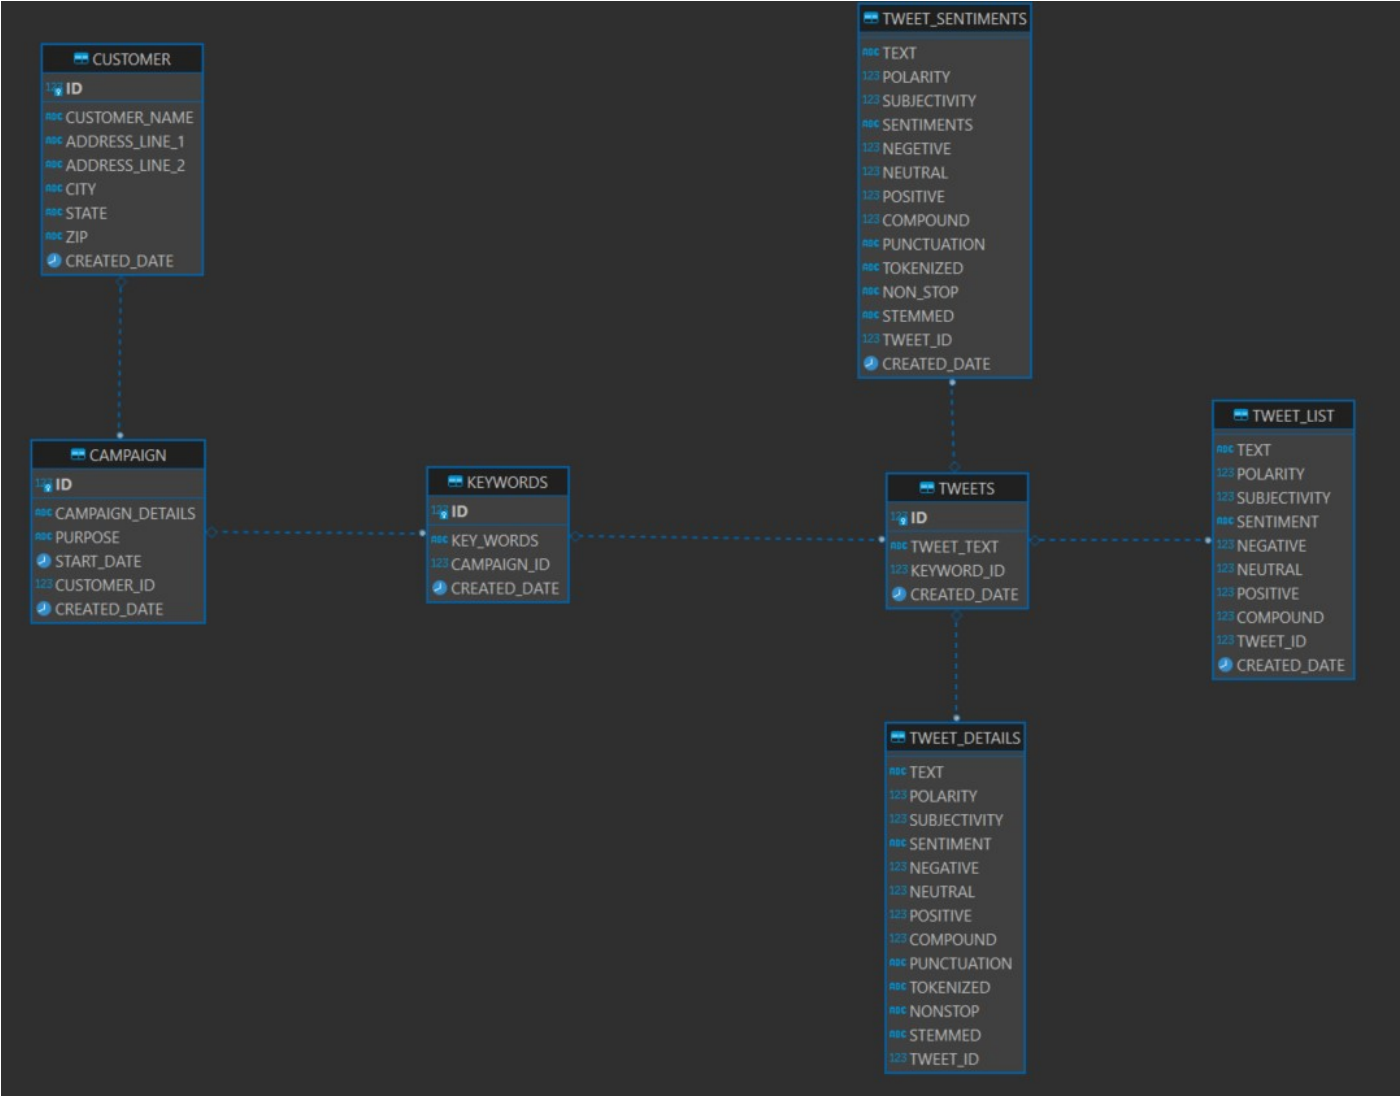 CUSTOMER
ID
CUSTOMER_NAME
ADDRESS_LINE_1
ADDRESS_LINE_2
CITY
STATE
ZIP
CREATED_DATE
CAMPAIGN
ID
CAMPAIGN_DETAILS
PURPOSE
START_DATE
CUSTOMER_ID
CREATED_DATE
KEYWORDS
ID
KEY_WORDS
CAMPAIGN_ID
CREATED_DATE
TWEET_SENTIMENTS
TEXT
POLARITY
SUBJECTIVITY
SENTIMENTS
NEGETIVE
NEUTRAL
POSITIVE
COMPOUND
PUNCTUATION
TOKENIZED
NON_STOP
STEMMED
TWEET_ID
CREATED_DATE
TWEETS
ID
TWEET_TEXT
KEYWORD_ID
CREATED_DATE
TWEET_LIST
TEXT
POLARITY
SUBJECTIVITY
SENTIMENT
NEGATIVE
NEUTRAL
POSITIVE
COMPOUND
TWEET_ID
CREATED_DATE
TWEET_DETAILS
TEXT
POLARITY
SUBJECTIVITY
SENTIMENT
NEGATIVE
NEUTRAL
POSITIVE
COMPOUND
PUNCTUATION
TOKENIZED
NONSTOP
STEMMED
TWEET_ID